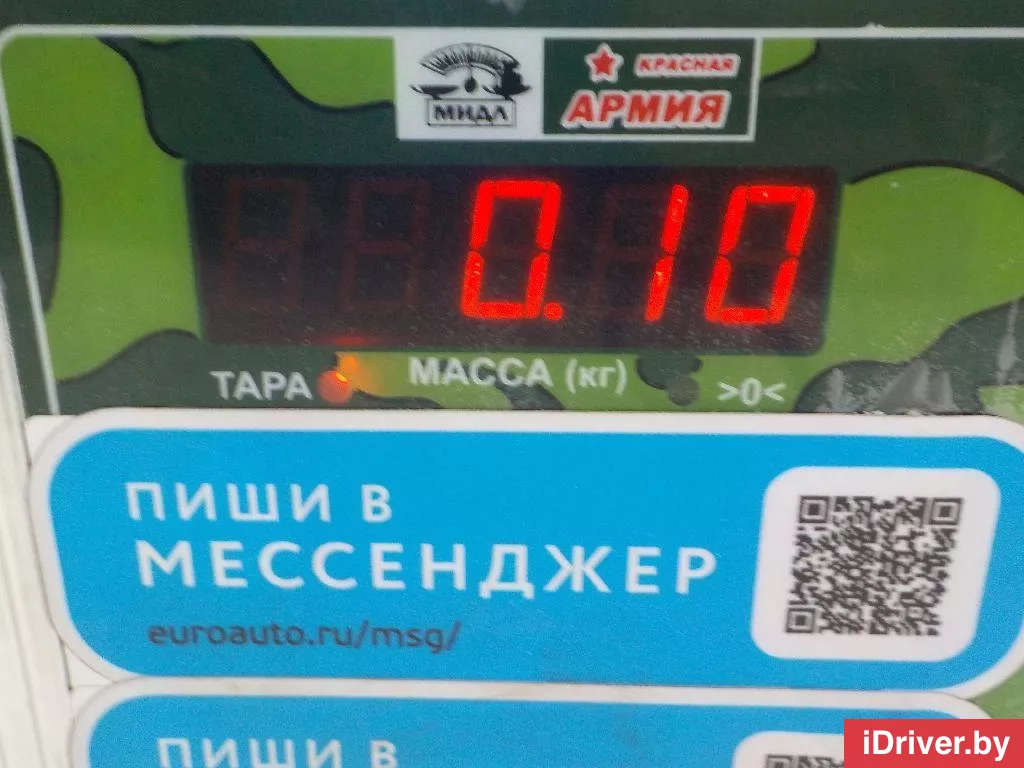 МИДЛ
КРАСНАЯ
АРМИЯ
0.10
ТАРА МАССА (кг) >0<
ПИШИ В
МЕССЕНДЖЕР
euroauto.ru/msg/
ПИШИ В
iDriver.by